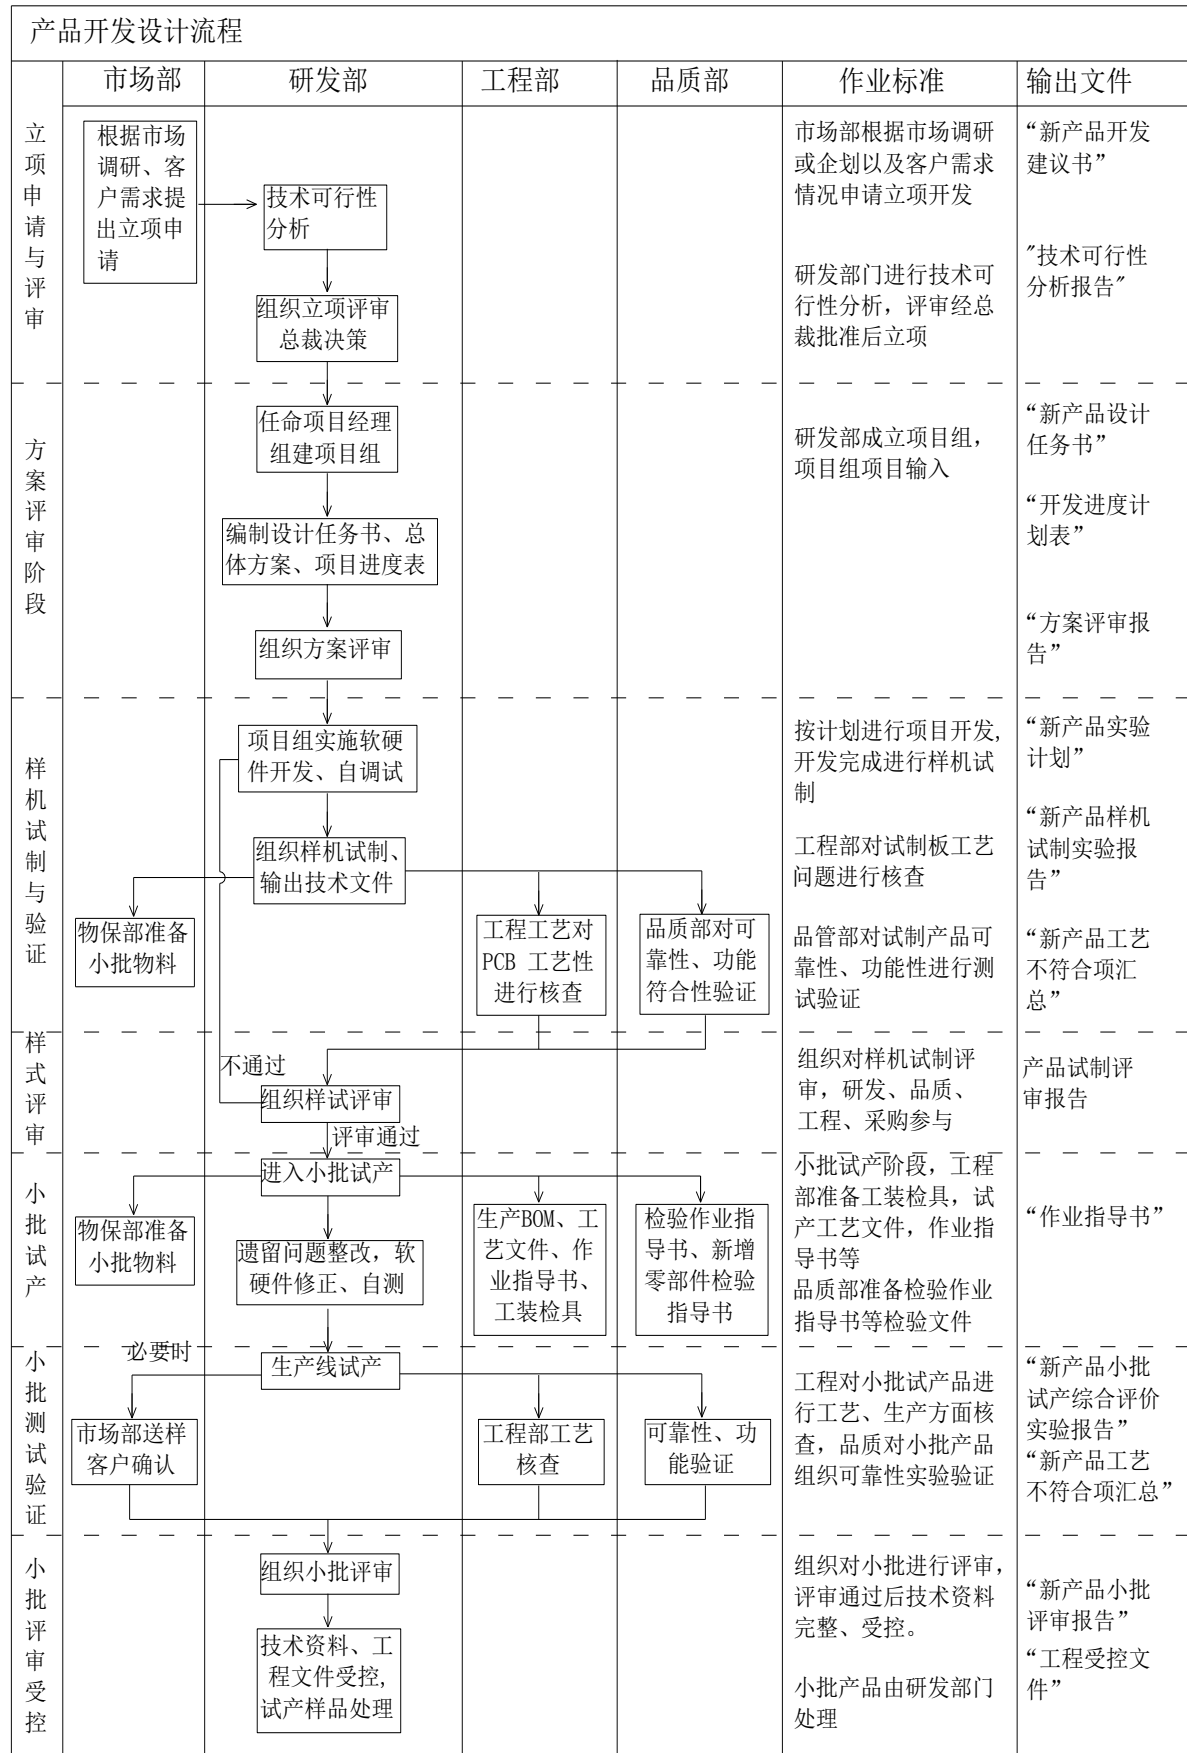 产品开发设计流程
市场部
研发部
工程部
品质部
作业标准
输出文件
立项申请与评审
根据市场
调研、客
户需求提
出立项申
请
技术可行性
分析
组织立项评审
总裁决策
市场部根据市场调研
或企划以及客户需求
情况申请立项开发
研发部门进行技术可
行性分析，评审经总
裁批准后立项
“新产品开发
建议书”
"技术可行性
分析报告"
方案评审阶段
任命项目经理
组建项目组
编制设计任务书、总
体方案、项目进度表
组织方案评审
研发部成立项目组，
项目组项目输入
“新产品设计
任务书”
“开发进度计
划表”
“方案评审报
告”
样机试制与验证
项目组实施软硬
件开发、自调试
组织样机试制、
输出技术文件
物保部准备
小批物料
工程工艺对
PCB 工艺性
进行核查
品质部对可
靠性、功能
符合性验证
按计划进行项目开发,
开发完成进行样机试
制
工程部对试制板工艺
问题进行核查
品管部对试制产品可
靠性、功能性进行测
试验证
“新产品实验
计划”
“新产品样机
试制实验报
告”
“新产品工艺
不符合项汇
总”
样式评审
不通过
组织样试评审
评审通过
组织对样机试制评
审，研发、品质、
工程、采购参与
产品试制评
审报告
小批试产
进入小批试产
物保部准备
小批物料
遗留问题整改，软
硬件修正、自测
生产BOM、工
艺文件、作
业指导书、
工装检具
检验作业指
导书、新增
零部件检验
指导书
小批试产阶段，工程
部准备工装检具，试
产工艺文件，作业指
导书等
品质部准备检验作业
指导书等检验文件
“作业指导书”
小批测试验证
必要时
生产线试产
市场部送样
客户确认
工程部工艺
核查
可靠性、功
能验证
工程对小批试产品进
行工艺、生产方面核
查，品质对小批产品
组织可靠性实验验证
“新产品小批
试产综合评价
实验报告”
“新产品工艺
不符合项汇总”
小批评审受控
组织小批评审
技术资料、工
程文件受控，
试产样品处理
组织对小批进行评审，
评审通过后技术资料
完整、受控。
小批产品由研发部门
处理
“新产品小批
评审报告”
“工程受控文
件”